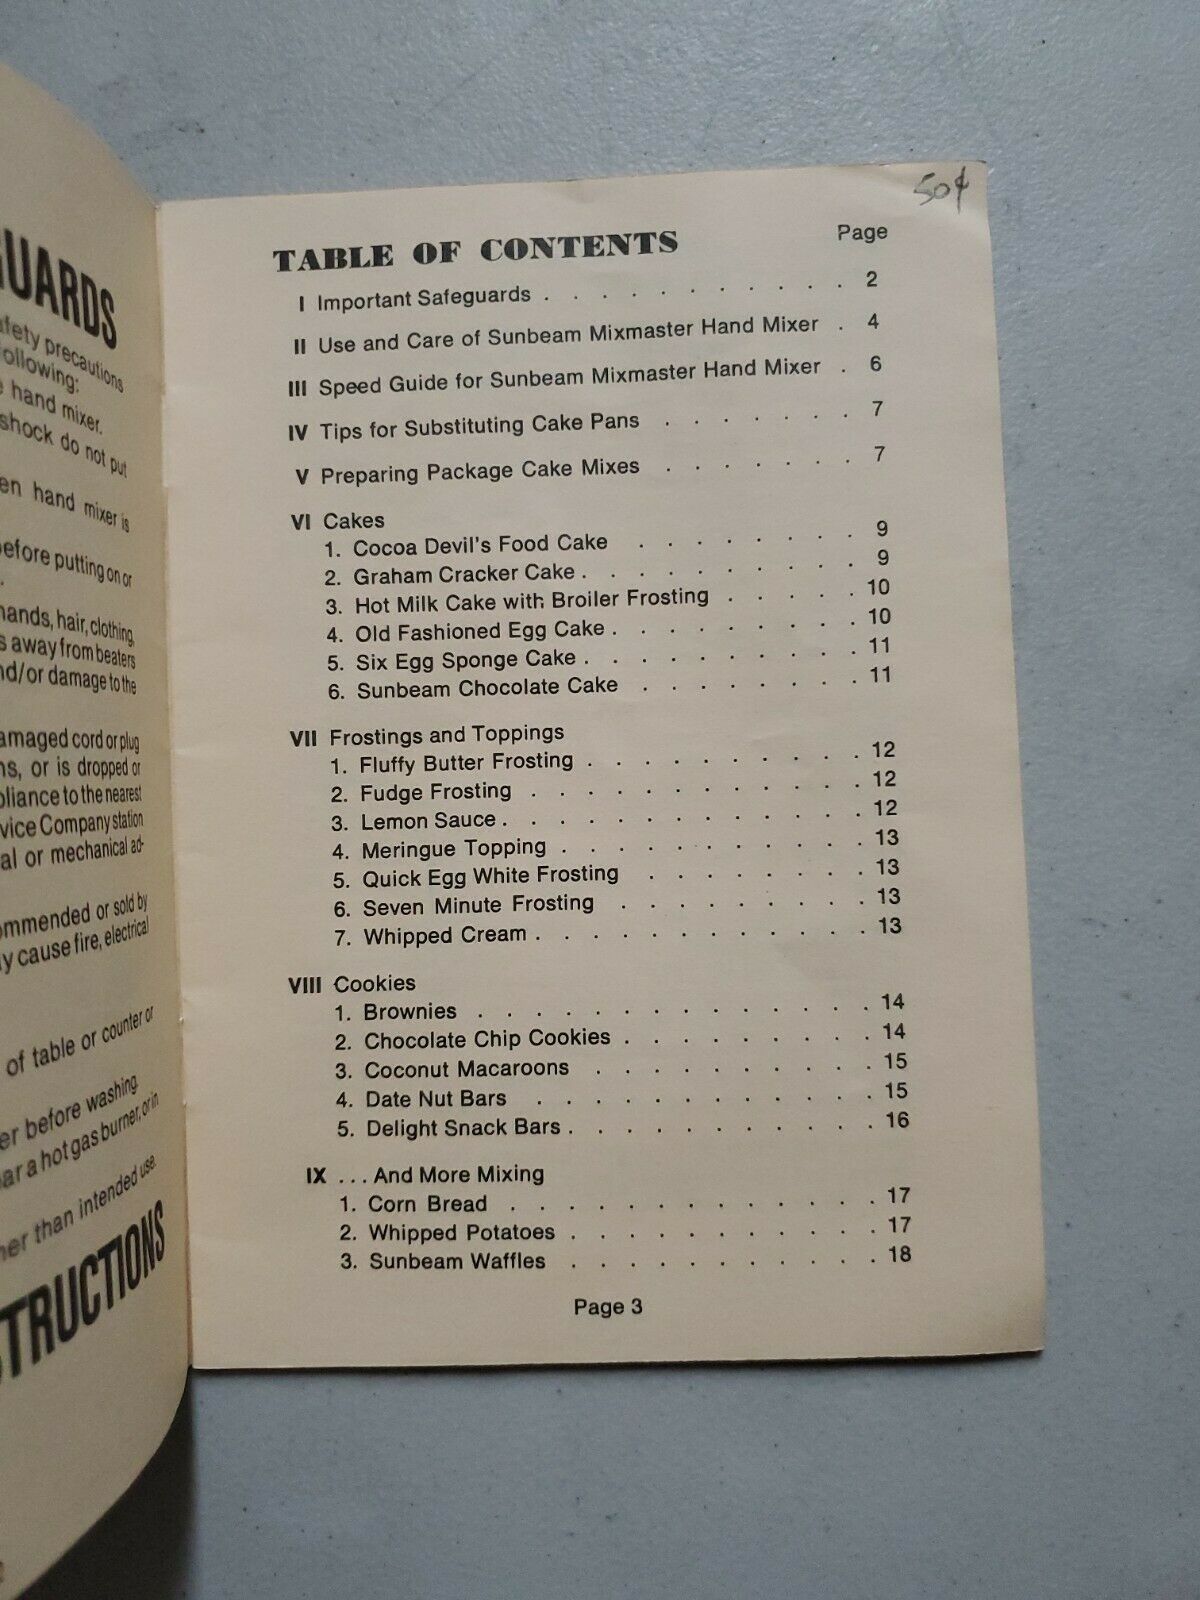 GUARDS
safety precautions
following:
hand mixer.
shock do not put
hand mixer is
before putting on or
hands, hair, clothing,
away from beaters
and/or damage to the
damaged cord or plug
or is dropped or
appliance to the nearest
Service Company station
or mechanical ad-
recommended or sold by
cause fire, electrical
of table or counter or
before washing.
a hot gas burner, or in
than intended use.
INSTRUCTIONS
50¢
TABLE OF CONTENTS Page
I Important Safeguards . . . . . . . . . . . 2
II Use and Care of Sunbeam Mixmaster Hand Mixer . 4
III Speed Guide for Sunbeam Mixmaster Hand Mixer . 6
IV Tips for Substituting Cake Pans . . . . . . . 7
V Preparing Package Cake Mixes . . . . . . . 7
VI Cakes
1. Cocoa Devil's Food Cake . . . . . . . . 9
2. Graham Cracker Cake . . . . . . . . . . 9
3. Hot Milk Cake with Broiler Frosting . . . . . 10
4. Old Fashioned Egg Cake . . . . . . . . . 10
5. Six Egg Sponge Cake . . . . . . . . . . 11
6. Sunbeam Chocolate Cake . . . . . . . . 11
VII Frostings and Toppings
1. Fluffy Butter Frosting . . . . . . . . . . 12
2. Fudge Frosting . . . . . . . . . . . . 12
3. Lemon Sauce . . . . . . . . . . . . . 12
4. Meringue Topping . . . . . . . . . . . 13
5. Quick Egg White Frosting . . . . . . . . 13
6. Seven Minute Frosting . . . . . . . . . 13
7. Whipped Cream . . . . . . . . . . . . 13
VIII Cookies
1. Brownies . . . . . . . . . . . . . . 14
2. Chocolate Chip Cookies . . . . . . . . . 14
3. Coconut Macaroons . . . . . . . . . . 15
4. Date Nut Bars . . . . . . . . . . . . 15
5. Delight Snack Bars . . . . . . . . . . . 16
IX ... And More Mixing
1. Corn Bread . . . . . . . . . . . . . 17
2. Whipped Potatoes . . . . . . . . . . . 17
3. Sunbeam Waffles . . . . . . . . . . . 18
Page 3